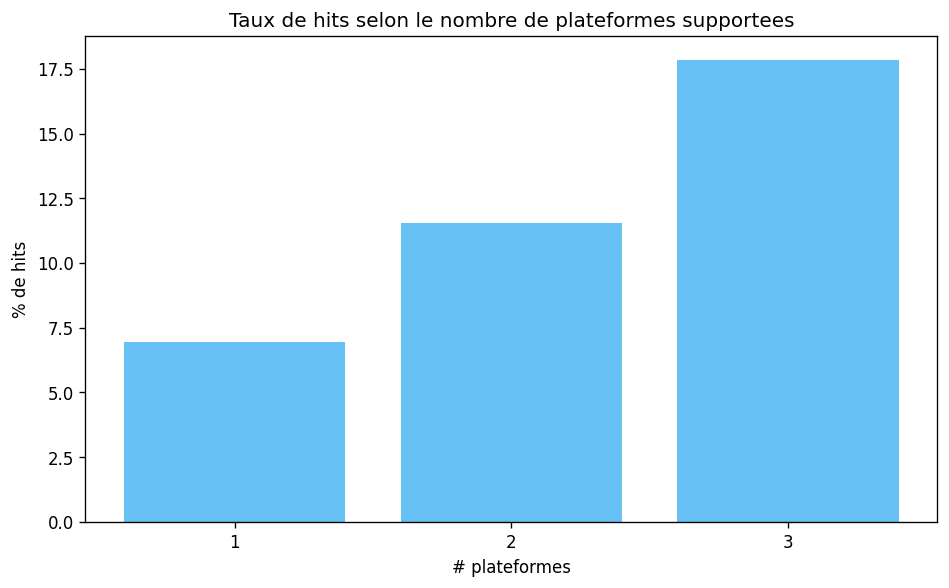 Taux de hits selon le nombre de plateformes supportees
% de hits
17.5
15.0
12.5
10.0
7.5
5.0
2.5
0.0
1 2 3
# plateformes